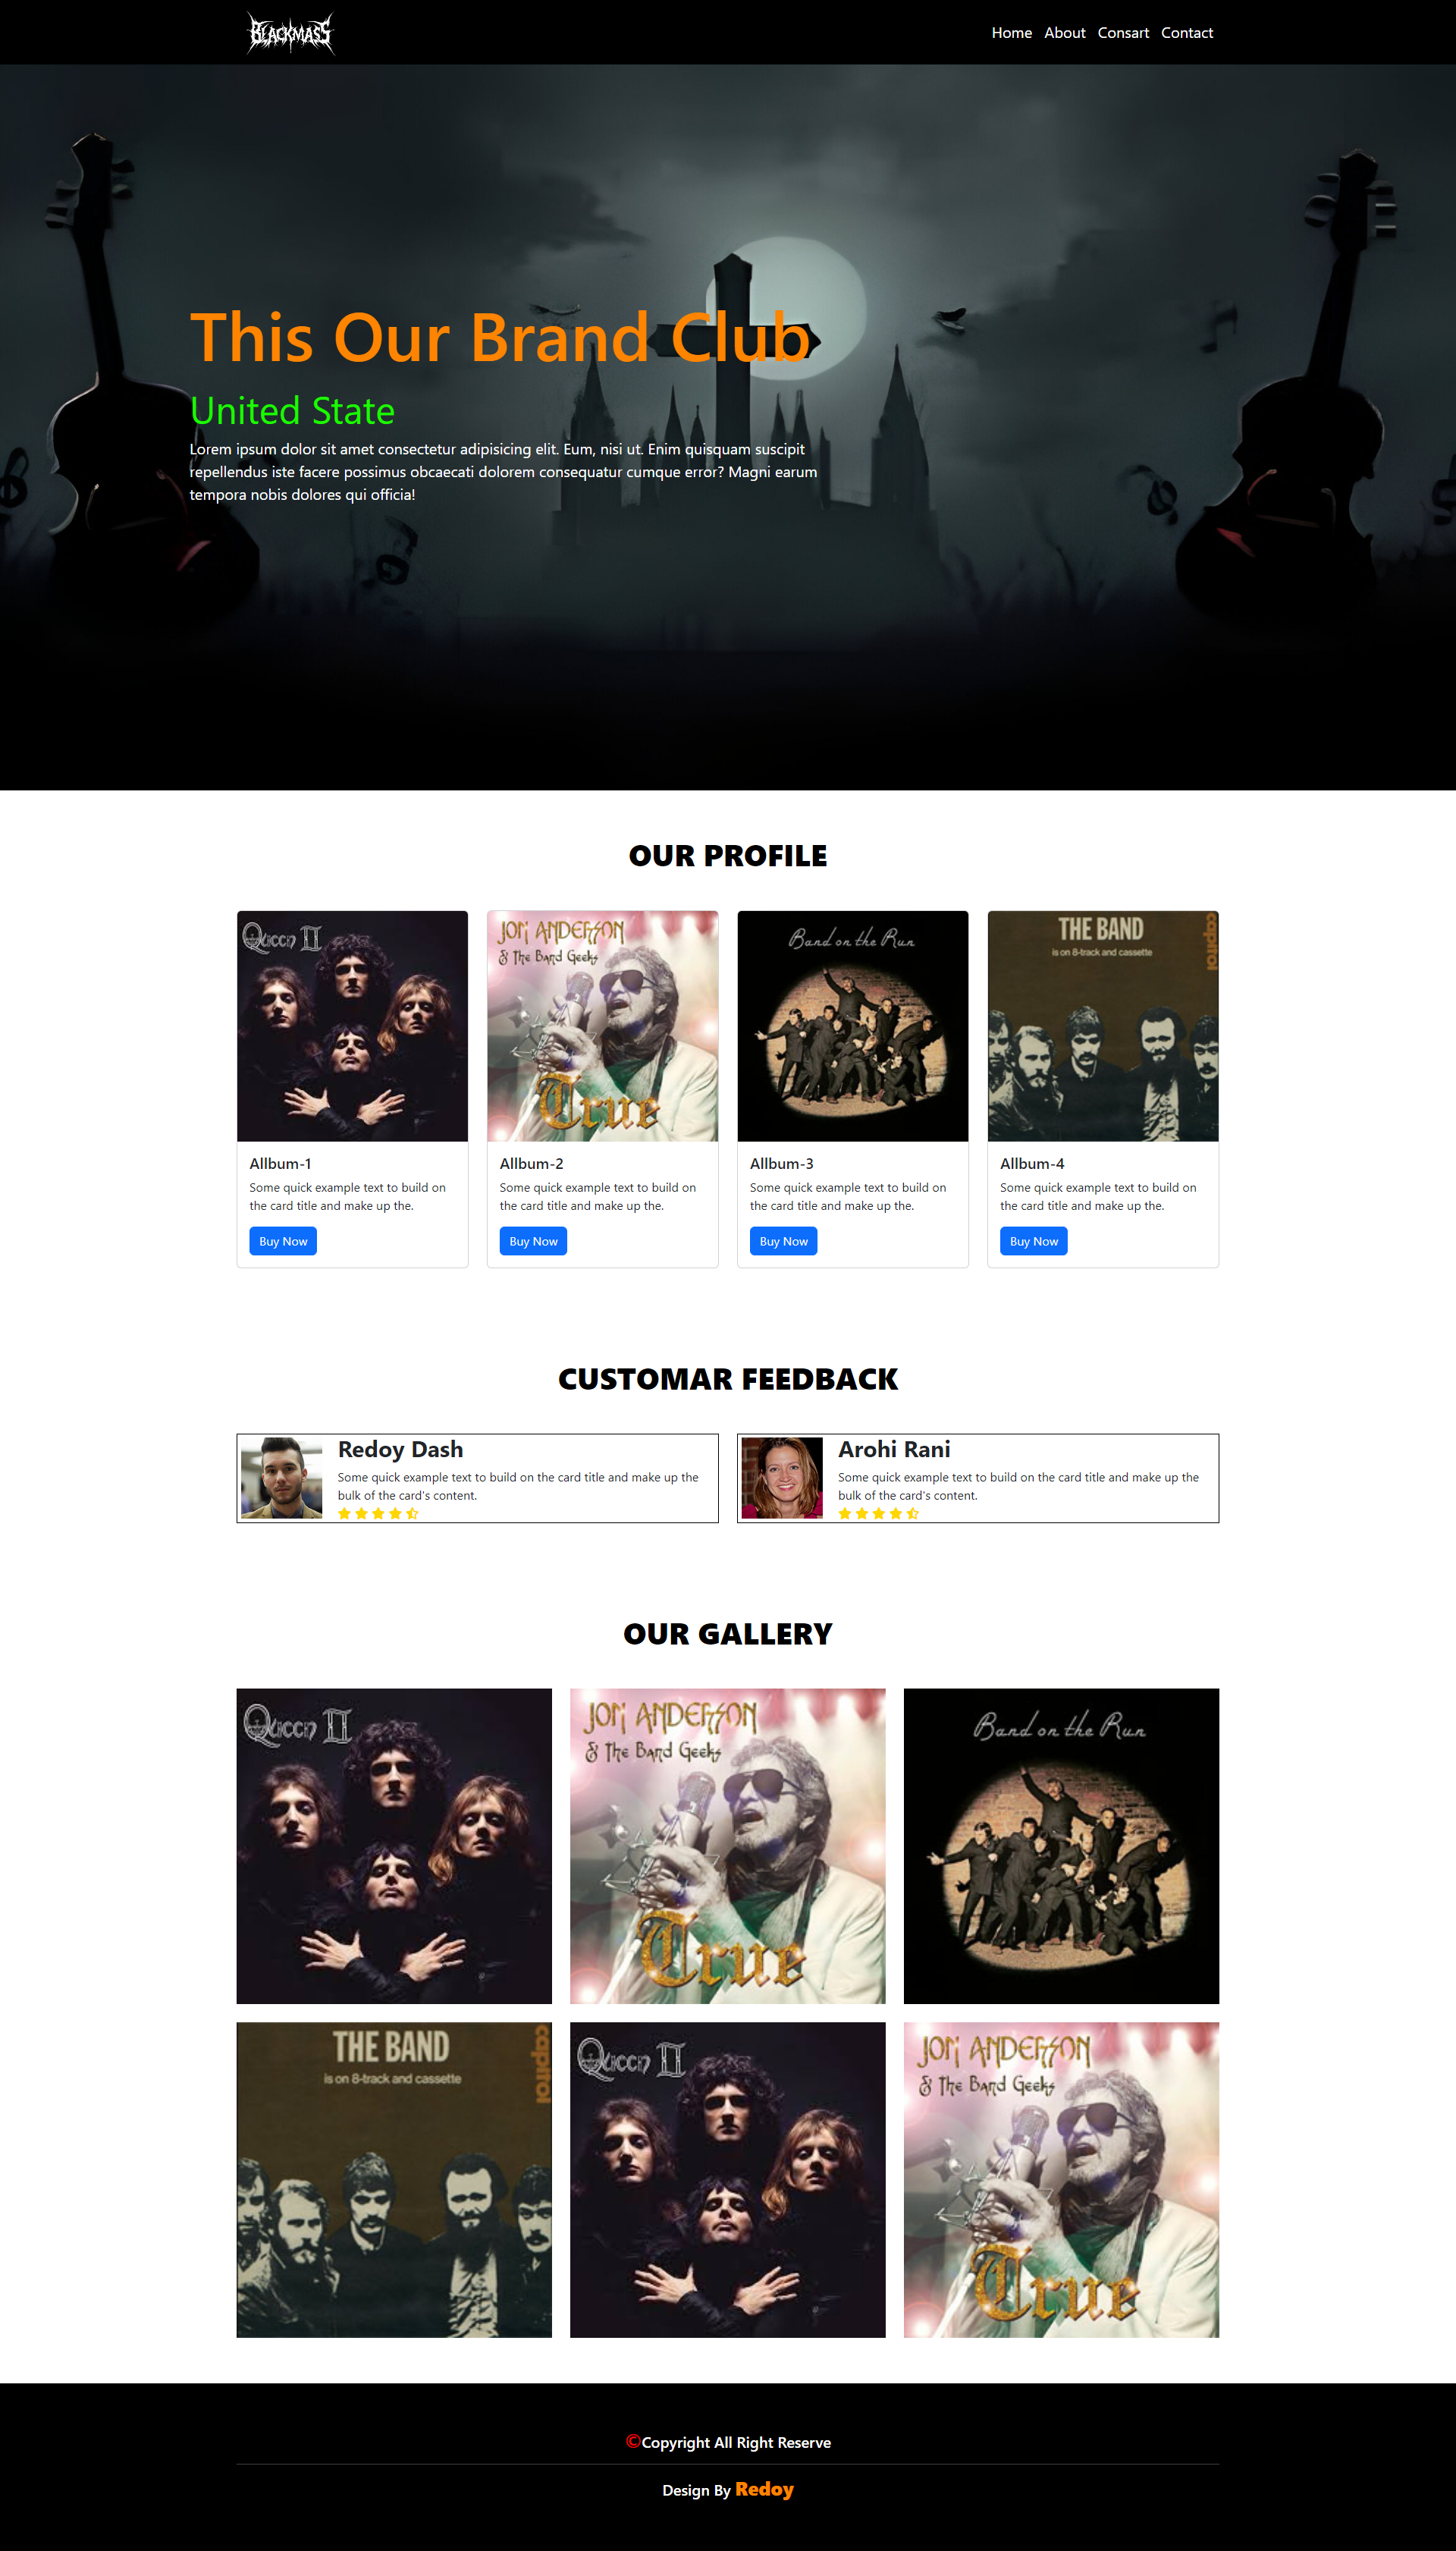 BLACKMASS
Home About Consart Contact
This Our Brand Club
United State
Lorem ipsum dolor sit amet consectetur adipisicing elit. Eum, nisi ut. Enim quisquam suscipit
repellendus iste facere possimus obcaecati dolorem consequatur cumque error? Magni earum
tempora nobis dolores qui officia!
OUR PROFILE
Queen II
JON ANDERSON
& The Band Geeks
True
Band on the Run
THE BAND
is on 8-track and cassette
capitol
Allbum-1
Some quick example text to build on
the card title and make up the.
Buy Now
Allbum-2
Some quick example text to build on
the card title and make up the.
Buy Now
Allbum-3
Some quick example text to build on
the card title and make up the.
Buy Now
Allbum-4
Some quick example text to build on
the card title and make up the.
Buy Now
CUSTOMAR FEEDBACK
Redoy Dash
Some quick example text to build on the card title and make up the
bulk of the card's content.
Arohi Rani
Some quick example text to build on the card title and make up the
bulk of the card's content.
OUR GALLERY
Queen II
JON ANDERSON
& The Band Geeks
True
Band on the Run
THE BAND
is on 8-track and cassette
capitol
Queen II
JON ANDERSON
& The Band Geeks
True
©Copyright All Right Reserve
Design By Redoy